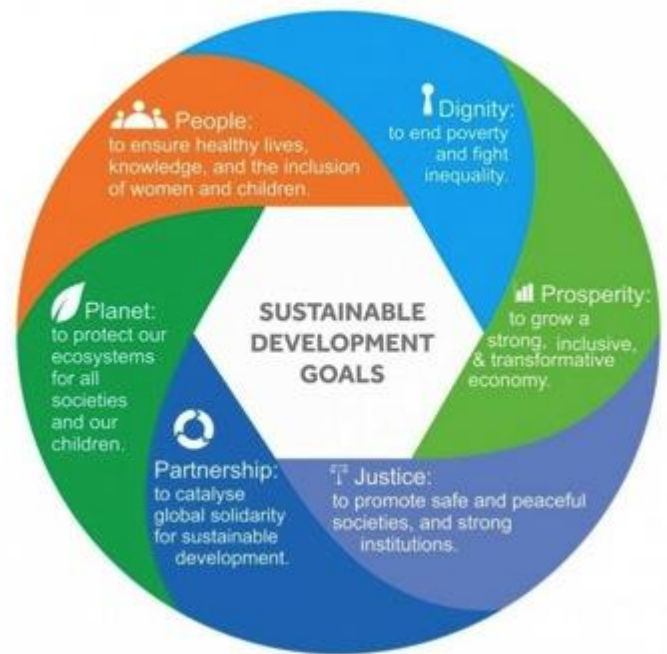 People:
to ensure healthy lives,
knowledge, and the inclusion
of women and children.
Dignity:
to end poverty
and fight
inequality.
Prosperity:
to grow a
strong, inclusive,
& transformative
economy.
Justice:
to promote safe and peaceful
societies, and strong
institutions.
Partnership:
to catalyse
global solidarity
for sustainable
development.
Planet:
to protect our
ecosystems
for all
societies
and our
children.
SUSTAINABLE
DEVELOPMENT
GOALS